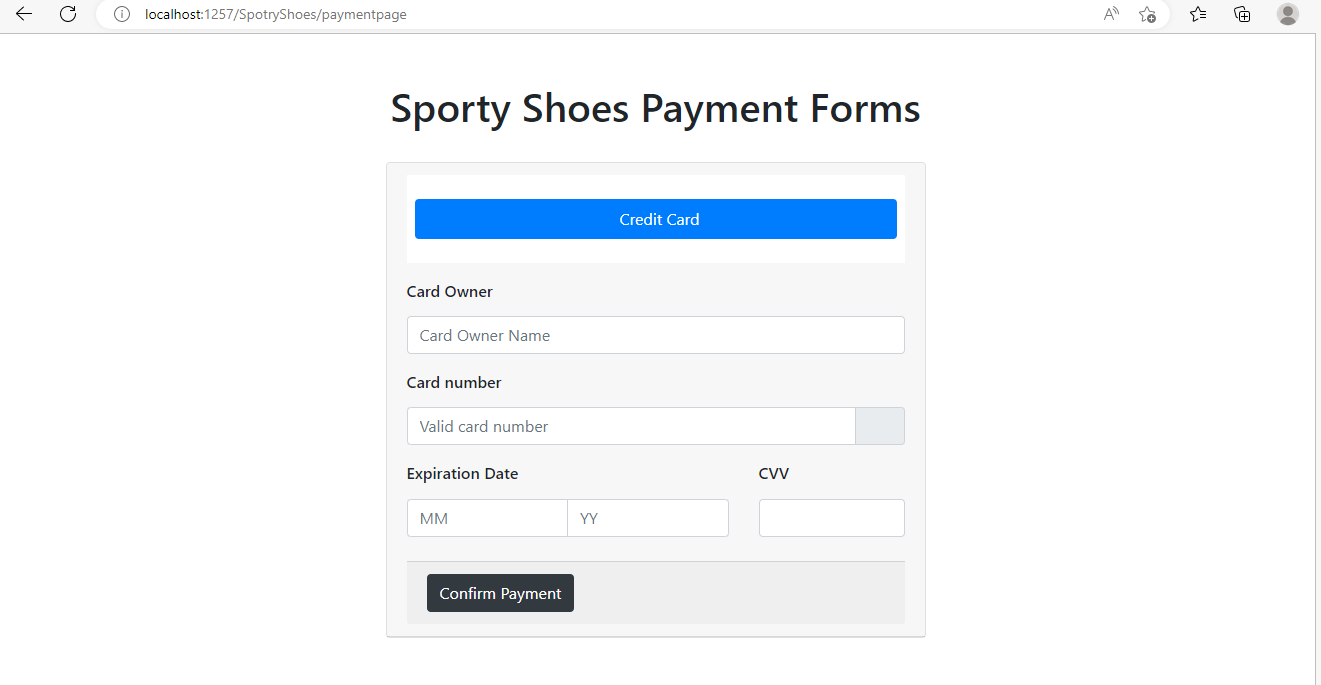 localhost:1257/SpotryShoes/paymentpage
Sporty Shoes Payment Forms
Credit Card
Card Owner
Card Owner Name
Card number
Valid card number
Expiration Date CVV
MM YY
Confirm Payment